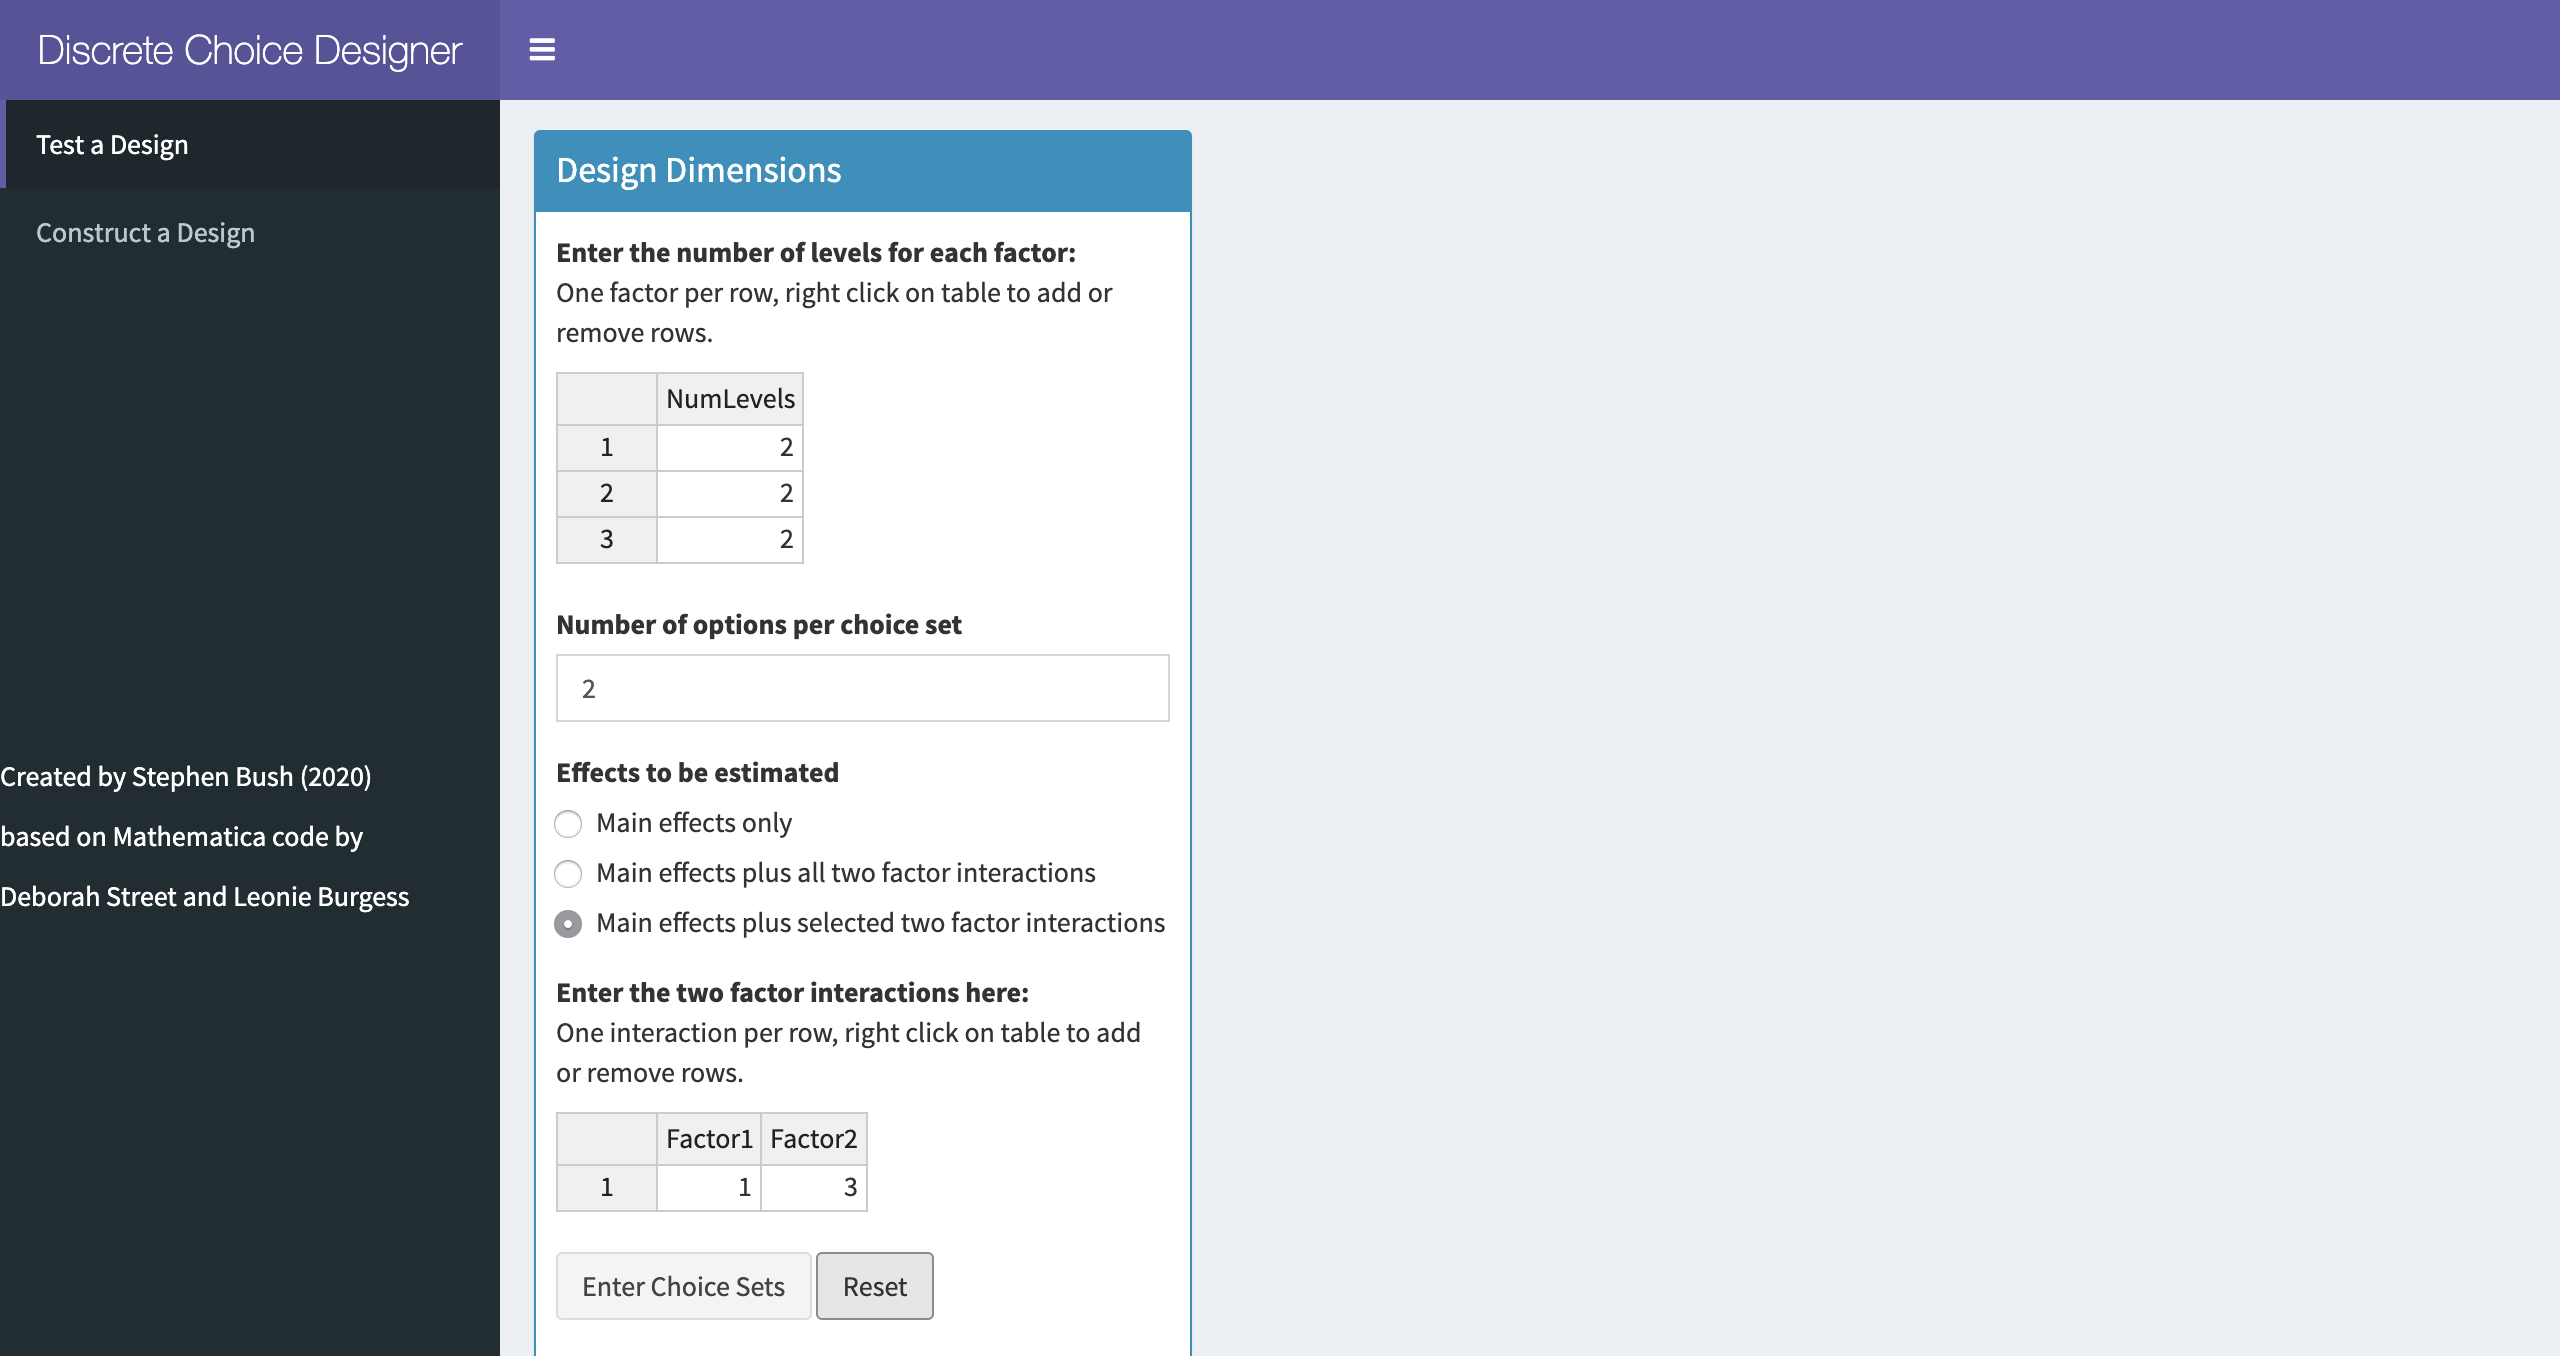 Discrete Choice Designer
Test a Design
Construct a Design
Created by Stephen Bush (2020)
based on Mathematica code by
Deborah Street and Leonie Burgess
Design Dimensions
Enter the number of levels for each factor:
One factor per row, right click on table to add or
remove rows.
NumLevels
1 2
2 2
3 2
Number of options per choice set
2
Effects to be estimated
Main effects only
Main effects plus all two factor interactions
Main effects plus selected two factor interactions
Enter the two factor interactions here:
One interaction per row, right click on table to add
or remove rows.
Factor1 Factor2
1 1 3
Enter Choice Sets Reset